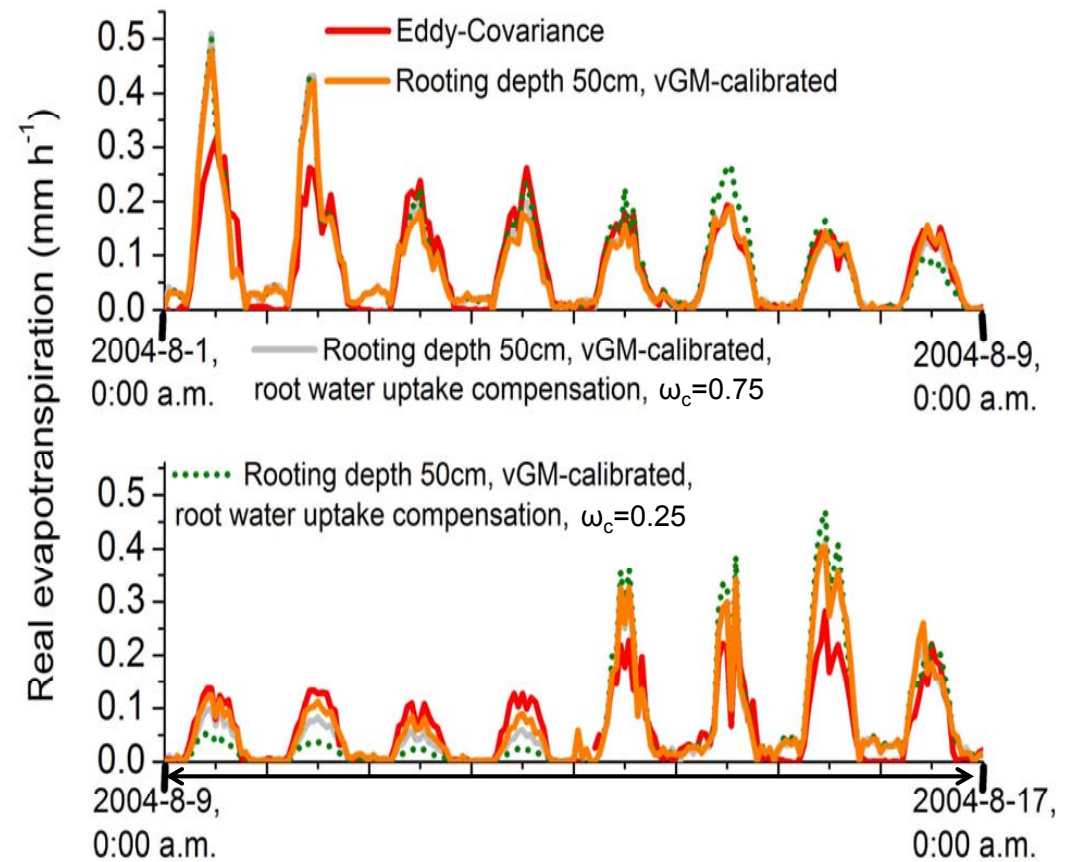 Real evapotranspiration (mm h⁻¹)
0.5
0.4
0.3
0.2
0.1
0.0
Eddy-Covariance
Rooting depth 50cm, vGM-calibrated
2004-8-1,
0:00 a.m.
2004-8-9,
0:00 a.m.
Rooting depth 50cm, vGM-calibrated,
root water uptake compensation, ω_c=0.75
0.5
0.4
0.3
0.2
0.1
0.0
Rooting depth 50cm, vGM-calibrated,
root water uptake compensation, ω_c=0.25
2004-8-9,
0:00 a.m.
2004-8-17,
0:00 a.m.